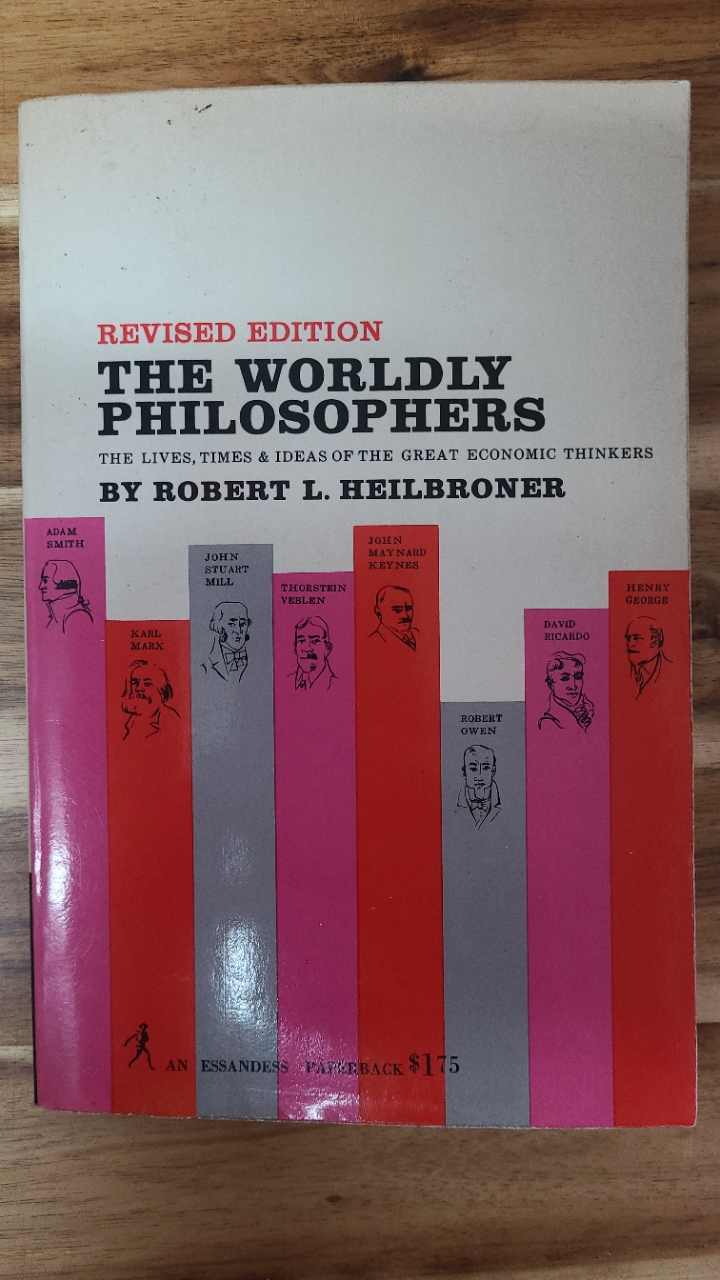 REVISED EDITION
THE WORLDLY
PHILOSOPHERS
THE LIVES, TIMES & IDEAS OF THE GREAT ECONOMIC THINKERS
BY ROBERT L. HEILBRONER
ADAM
SMITH
KARL
MARX
JOHN
STUART
MILL
THORSTEIN
VEBLEN
JOHN
MAYNARD
KEYNES
ROBERT
OWEN
DAVID
RICARDO
HENRY
GEORGE
AN ESSANDESS PAPERBACK $1.75